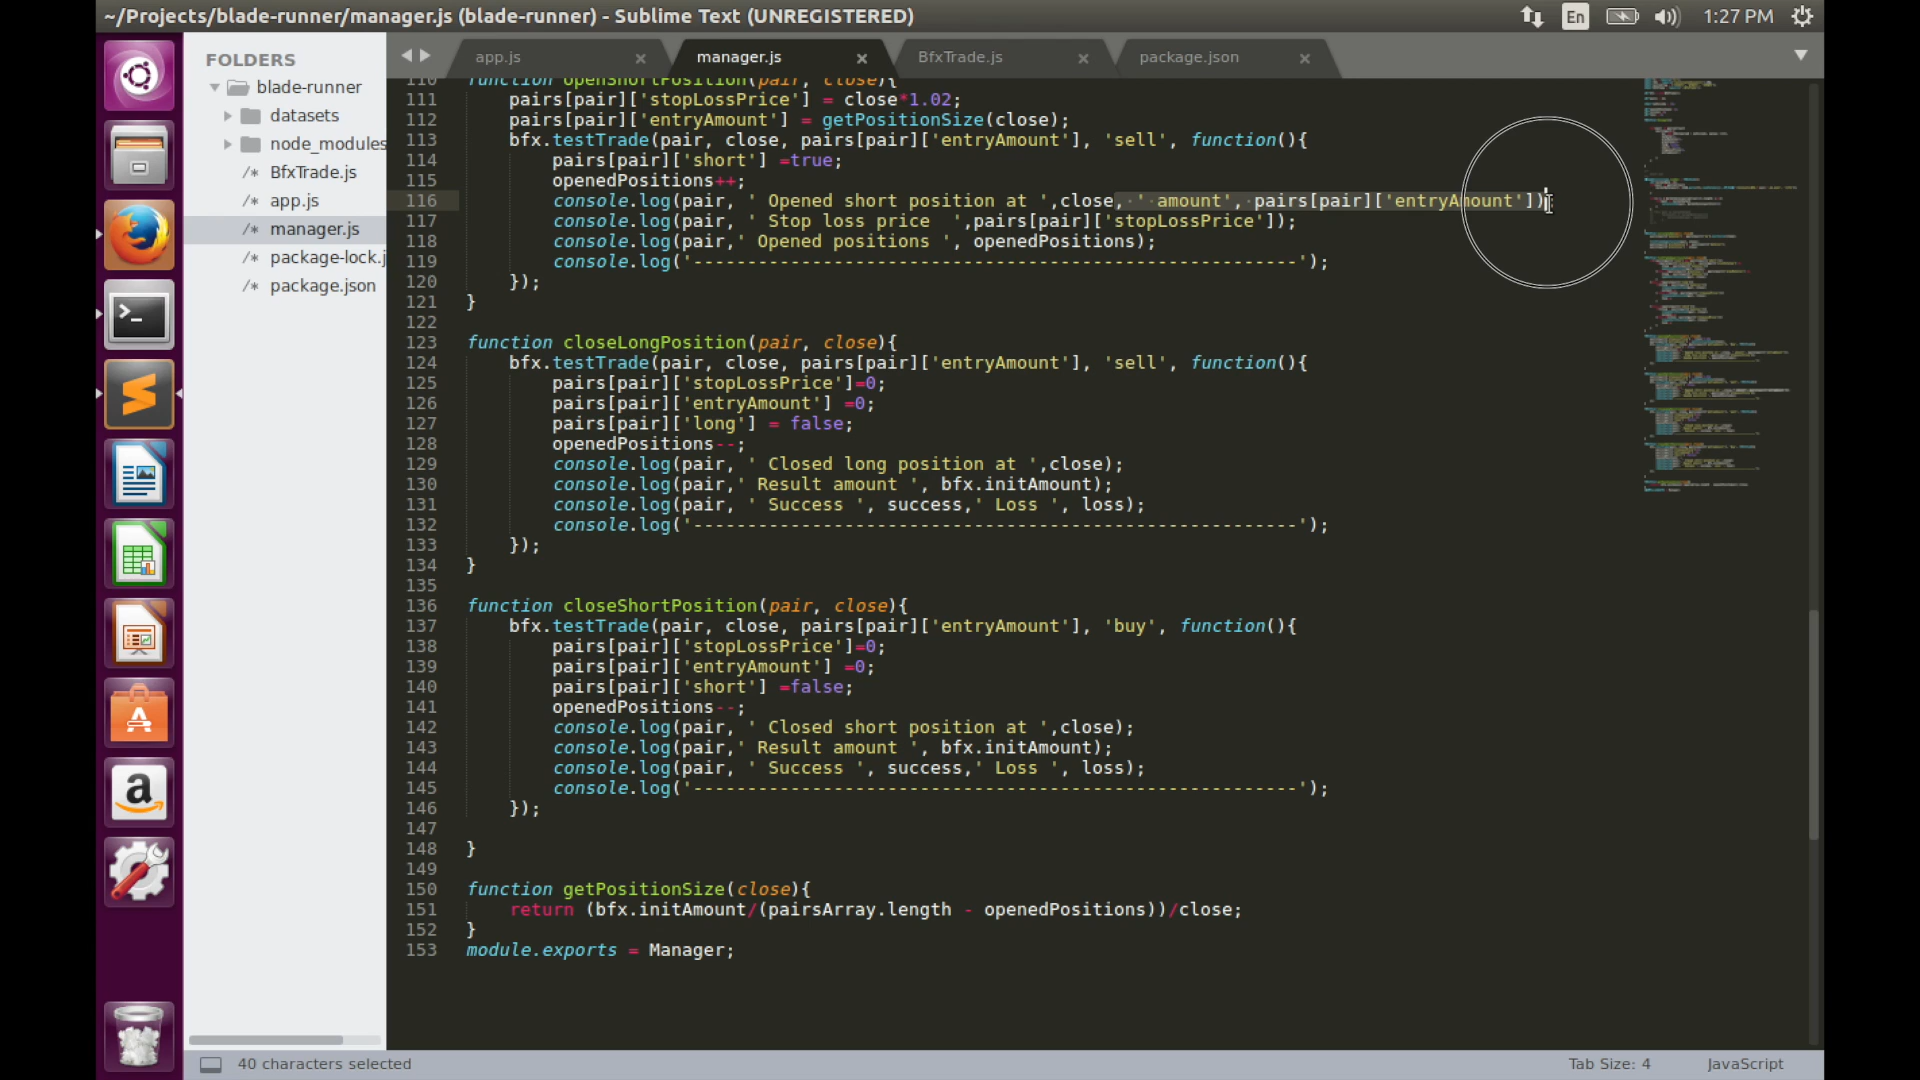 ~/Projects/blade-runner/manager.js (blade-runner) - Sublime Text (UNREGISTERED)
En
1:27 PM
FOLDERS
blade-runner
datasets
node_modules
/* BfxTrade.js
/* app.js
/* manager.js
/* package-lock.j
/* package.json
app.js
manager.js
BfxTrade.js
package.json
110 function openShortPosition(pair, close){
111 pairs[pair]['stopLossPrice'] = close*1.02;
112 pairs[pair]['entryAmount'] = getPositionSize(close);
113 bfx.testTrade(pair, close, pairs[pair]['entryAmount'], 'sell', function(){
114 pairs[pair]['short'] =true;
115 openedPositions++;
116 console.log(pair, ' Opened short position at ',close, ' amount', pairs[pair]['entryAmount']);
117 console.log(pair, ' Stop loss price  ',pairs[pair]['stopLossPrice']);
118 console.log(pair,' Opened positions ', openedPositions);
119 console.log('--------------------------------------------------------');
120 });
121 }
122
123 function closeLongPosition(pair, close){
124 bfx.testTrade(pair, close, pairs[pair]['entryAmount'], 'sell', function(){
125 pairs[pair]['stopLossPrice']=0;
126 pairs[pair]['entryAmount'] =0;
127 pairs[pair]['long'] = false;
128 openedPositions--;
129 console.log(pair, ' Closed long position at ',close);
130 console.log(pair,' Result amount ', bfx.initAmount);
131 console.log(pair, ' Success ', success,' Loss ', loss);
132 console.log('--------------------------------------------------------');
133 });
134 }
135
136 function closeShortPosition(pair, close){
137 bfx.testTrade(pair, close, pairs[pair]['entryAmount'], 'buy', function(){
138 pairs[pair]['stopLossPrice']=0;
139 pairs[pair]['entryAmount'] =0;
140 pairs[pair]['short'] =false;
141 openedPositions--;
142 console.log(pair, ' Closed short position at ',close);
143 console.log(pair,' Result amount ', bfx.initAmount);
144 console.log(pair, ' Success ', success,' Loss ', loss);
145 console.log('--------------------------------------------------------');
146 });
147
148 }
149
150 function getPositionSize(close){
151 return (bfx.initAmount/(pairsArray.length - openedPositions))/close;
152 }
153 module.exports = Manager;
40 characters selected
Tab Size: 4
JavaScript